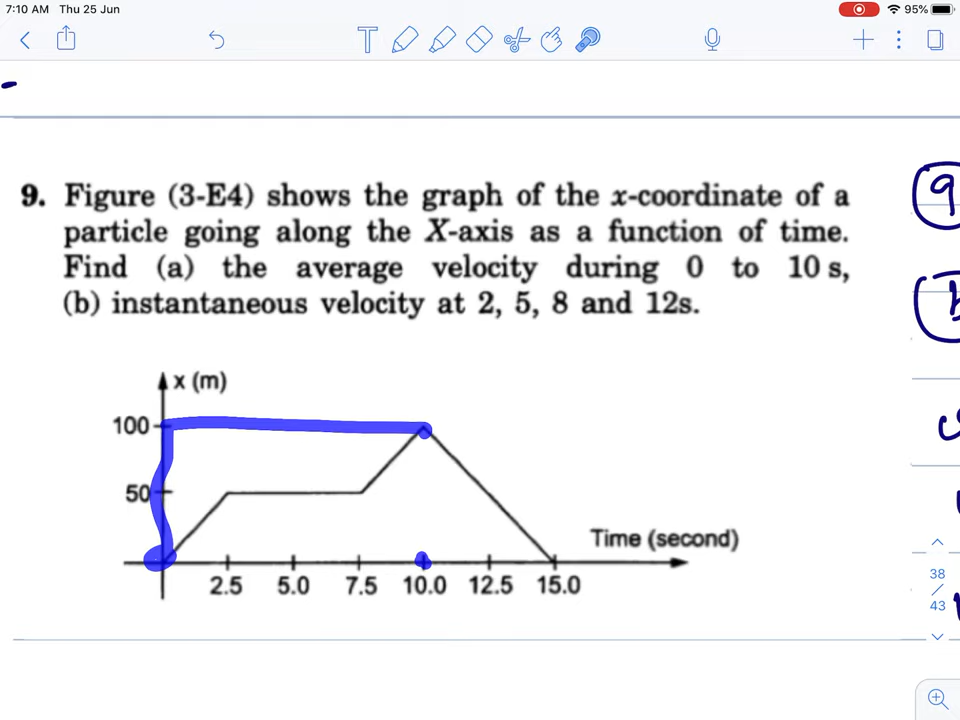 7:10 AM Thu 25 Jun
95%
T
9. Figure (3-E4) shows the graph of the x-coordinate of a
particle going along the X-axis as a function of time.
Find (a) the average velocity during 0 to 10 s,
(b) instantaneous velocity at 2, 5, 8 and 12s.
x (m)
100
50
Time (second)
2.5 5.0 7.5 10.0 12.5 15.0
38
/
43